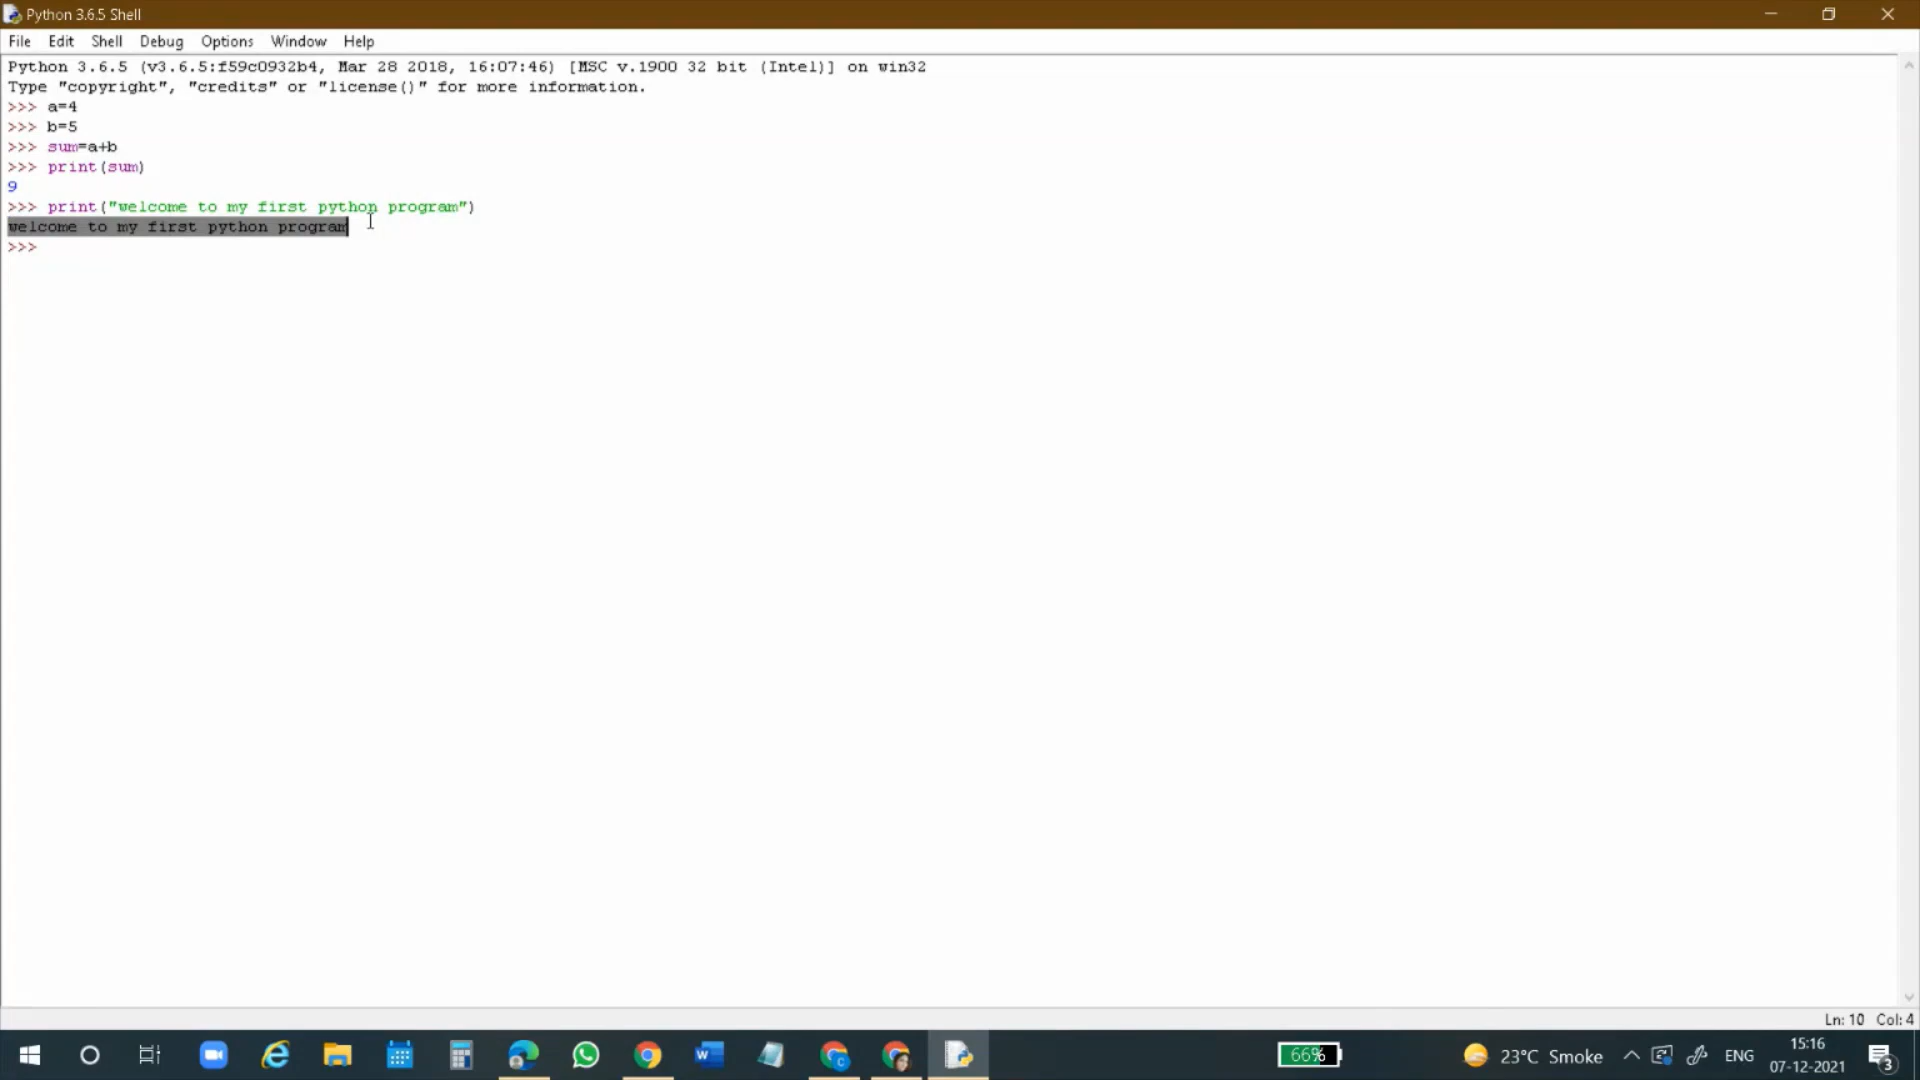 Python 3.6.5 Shell
File Edit Shell Debug Options Window Help
Python 3.6.5 (v3.6.5:f59c0932b4, Mar 28 2018, 16:07:46) [MSC v.1900 32 bit (Intel)] on win32
Type "copyright", "credits" or "license()" for more information.
>>> a=4
>>> b=5
>>> sum=a+b
>>> print(sum)
9
>>> print("welcome to my first python program")
welcome to my first python program
>>>
Ln: 10 Col: 4
66% 23°C Smoke ENG 15:16
07-12-2021 3